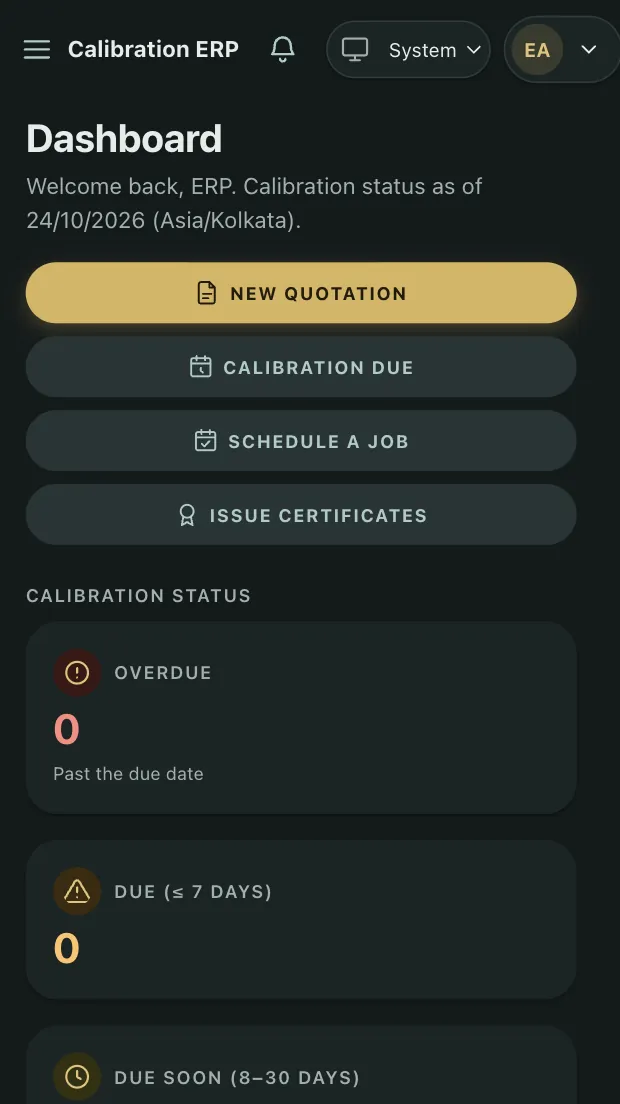 Calibration ERP
System
EA
Dashboard
Welcome back, ERP. Calibration status as of
24/10/2026 (Asia/Kolkata).
NEW QUOTATION
CALIBRATION DUE
SCHEDULE A JOB
ISSUE CERTIFICATES
CALIBRATION STATUS
OVERDUE
0
Past the due date
DUE (≤ 7 DAYS)
0
DUE SOON (8–30 DAYS)